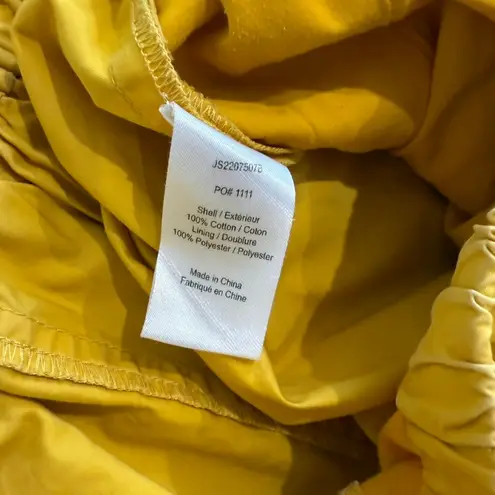 JS22075078
PO# 1111
Shell / Extérieur
100% Cotton / Coton
Lining / Doublure
100% Polyester / Polyester
Made in China
Fabriqué en Chine